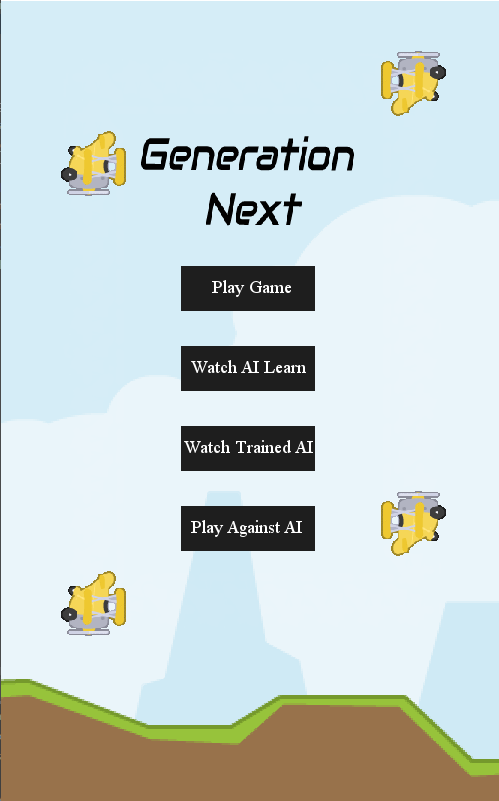 Generation
Next
Play Game
Watch AI Learn
Watch Trained AI
Play Against AI